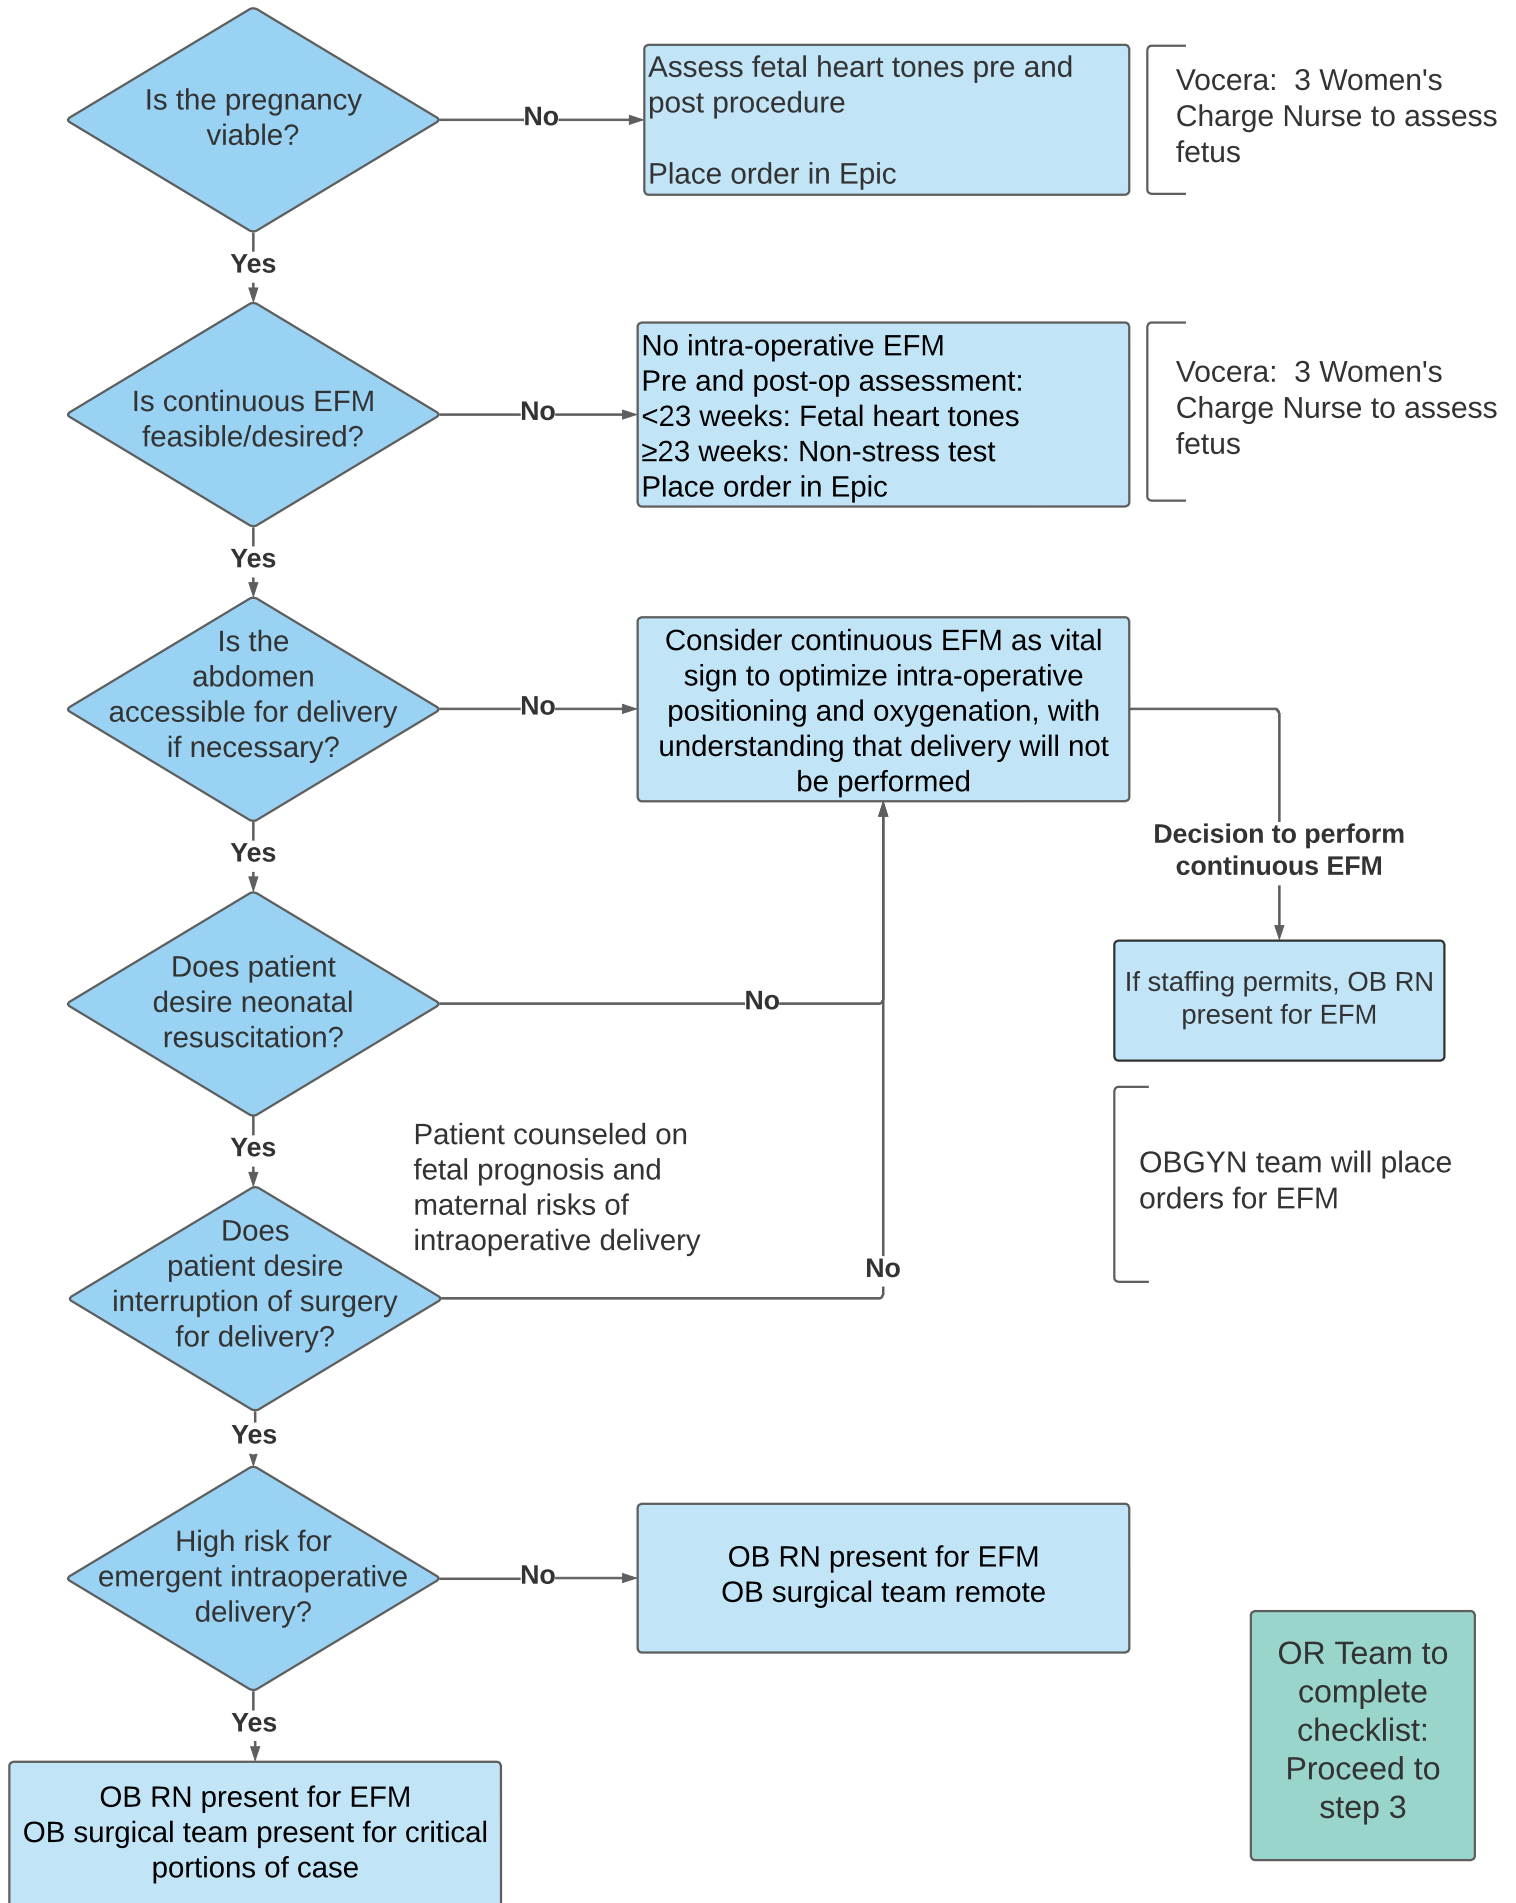 Is the pregnancy
viable?
No
Assess fetal heart tones pre and
post procedure
Place order in Epic
Vocera:  3 Women's
Charge Nurse to assess
fetus
Yes
Is continuous EFM
feasible/desired?
No
No intra-operative EFM
Pre and post-op assessment:
<23 weeks: Fetal heart tones
≥23 weeks: Non-stress test
Place order in Epic
Vocera:  3 Women's
Charge Nurse to assess
fetus
Yes
Is the
abdomen
accessible for delivery
if necessary?
No
Consider continuous EFM as vital
sign to optimize intra-operative
positioning and oxygenation, with
understanding that delivery will not
be performed
Decision to perform
continuous EFM
If staffing permits, OB RN
present for EFM
OBGYN team will place
orders for EFM
Yes
Does patient
desire neonatal
resuscitation?
No
Yes
Patient counseled on
fetal prognosis and
maternal risks of
intraoperative delivery
Does
patient desire
interruption of surgery
for delivery?
No
Yes
High risk for
emergent intraoperative
delivery?
No
OB RN present for EFM
OB surgical team remote
Yes
OB RN present for EFM
OB surgical team present for critical
portions of case
OR Team to
complete
checklist:
Proceed to
step 3